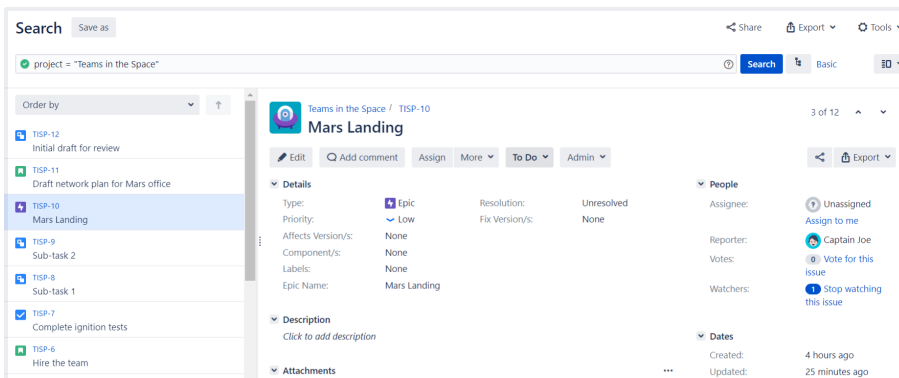 Search Save as Share Export Tools
project = "Teams in the Space" Search Basic
Order by
TISP-12
Initial draft for review
TISP-11
Draft network plan for Mars office
TISP-10
Mars Landing
TISP-9
Sub-task 2
TISP-8
Sub-task 1
TISP-7
Complete ignition tests
TISP-6
Hire the team
Teams in the Space / TISP-10 3 of 12
Mars Landing
Edit Add comment Assign More To Do Admin Export
Details
Type: Epic Resolution: Unresolved
Priority: Low Fix Version/s: None
Affects Version/s: None
Component/s: None
Labels: None
Epic Name: Mars Landing
Description
Click to add description
Attachments
People
Assignee: Unassigned
Assign to me
Reporter: Captain Joe
Votes: 0 Vote for this
issue
Watchers: 1 Stop watching
this issue
Dates
Created: 4 hours ago
Updated: 25 minutes ago